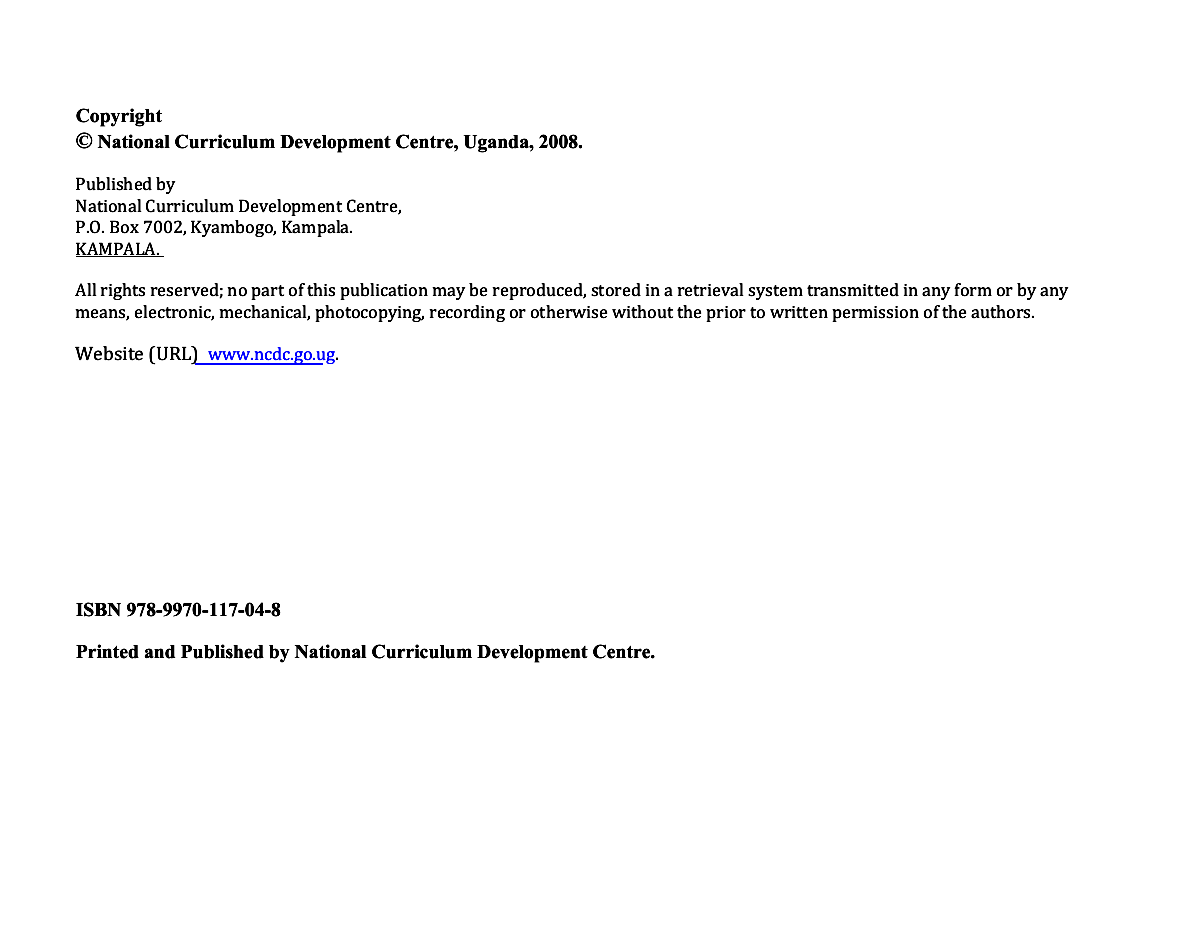 Copyright
© National Curriculum Development Centre, Uganda, 2008.
Published by
National Curriculum Development Centre,
P.O. Box 7002, Kyambogo, Kampala.
KAMPALA.
All rights reserved; no part of this publication may be reproduced, stored in a retrieval system transmitted in any form or by any
means, electronic, mechanical, photocopying, recording or otherwise without the prior to written permission of the authors.
Website (URL)  www.ncdc.go.ug.
ISBN 978-9970-117-04-8
Printed and Published by National Curriculum Development Centre.